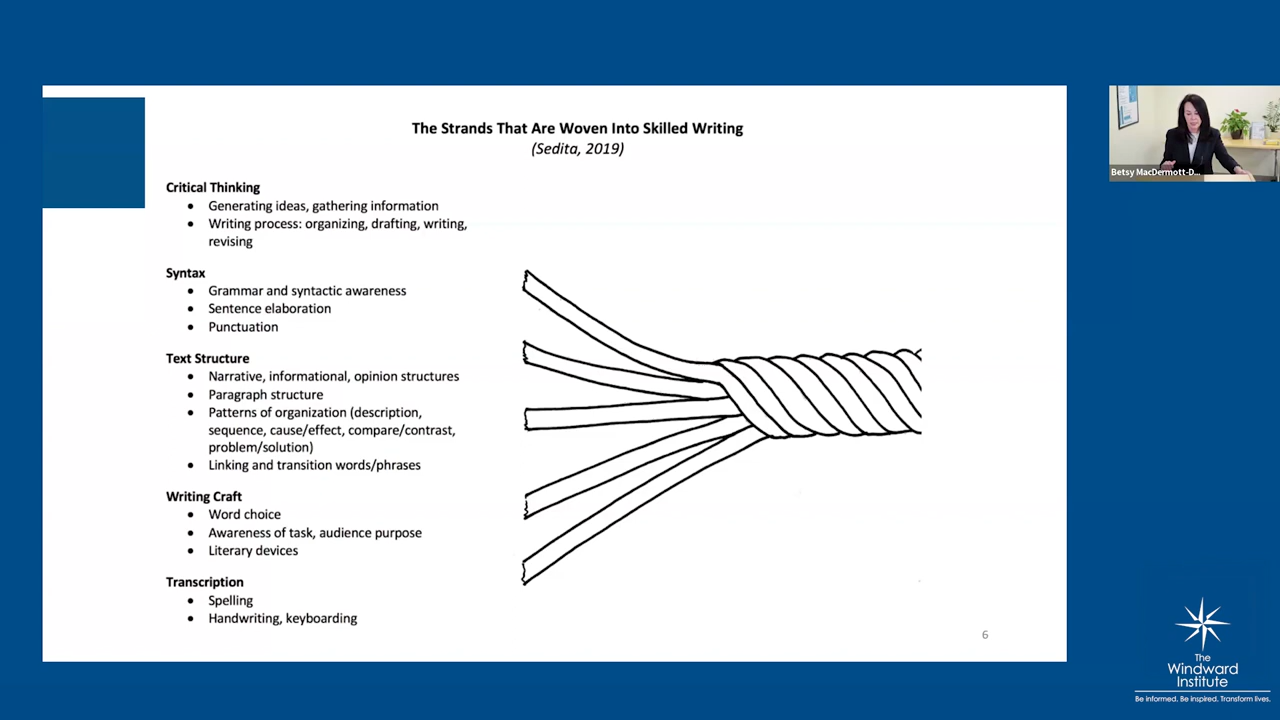 The Strands That Are Woven Into Skilled Writing
(Sedita, 2019)
Critical Thinking
• Generating ideas, gathering information
• Writing process: organizing, drafting, writing,
revising
Syntax
• Grammar and syntactic awareness
• Sentence elaboration
• Punctuation
Text Structure
• Narrative, informational, opinion structures
• Paragraph structure
• Patterns of organization (description,
sequence, cause/effect, compare/contrast,
problem/solution)
• Linking and transition words/phrases
Writing Craft
• Word choice
• Awareness of task, audience purpose
• Literary devices
Transcription
• Spelling
• Handwriting, keyboarding
6
Betsy MacDermott-D...
The
Windward
Institute
Be informed. Be inspired. Transform lives.